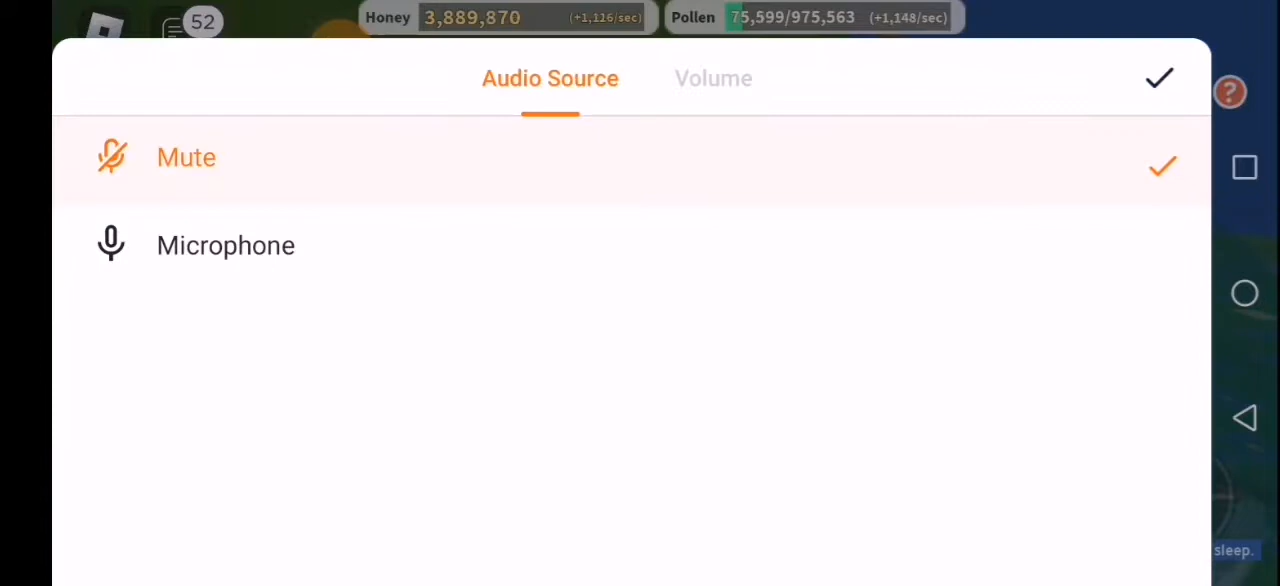 52
Honey 3,889,870 (+1,116/sec) Pollen 75,599/975,563 (+1,148/sec)
Audio Source Volume
?
Mute
Microphone
sleep.